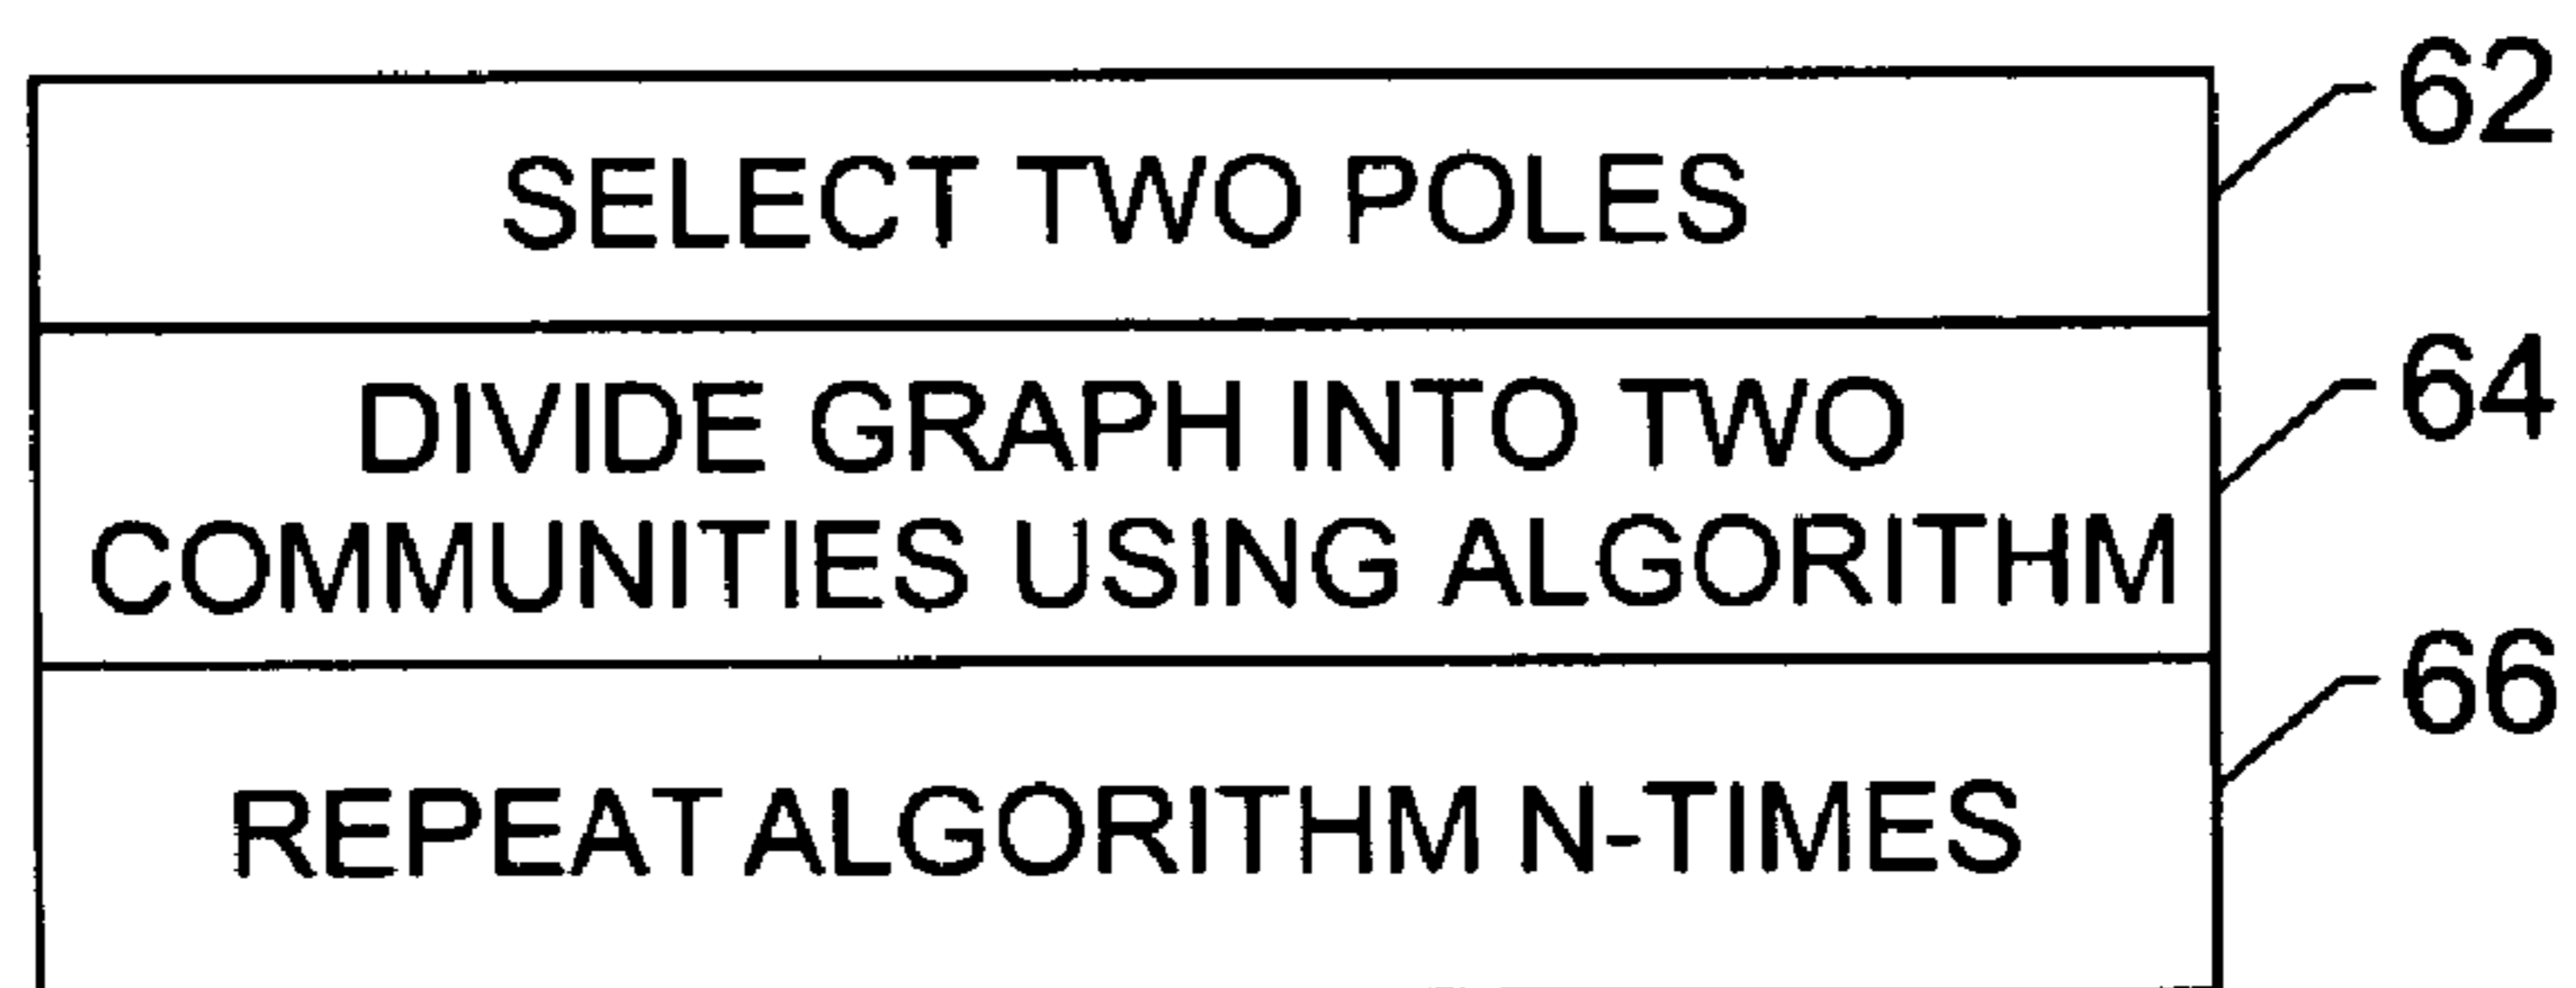 62
SELECT TWO POLES
64
DIVIDE GRAPH INTO TWO
COMMUNITIES USING ALGORITHM
66
REPEAT ALGORITHM N-TIMES